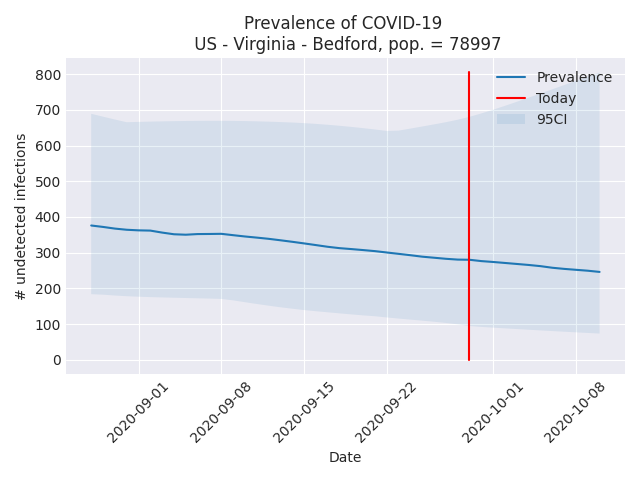 Prevalence of COVID-19
US - Virginia - Bedford, pop. = 78997
# undetected infections
800
700
600
500
400
300
200
100
0
Prevalence
Today
95CI
2020-09-01
2020-09-08
2020-09-15
2020-09-22
2020-10-01
2020-10-08
Date